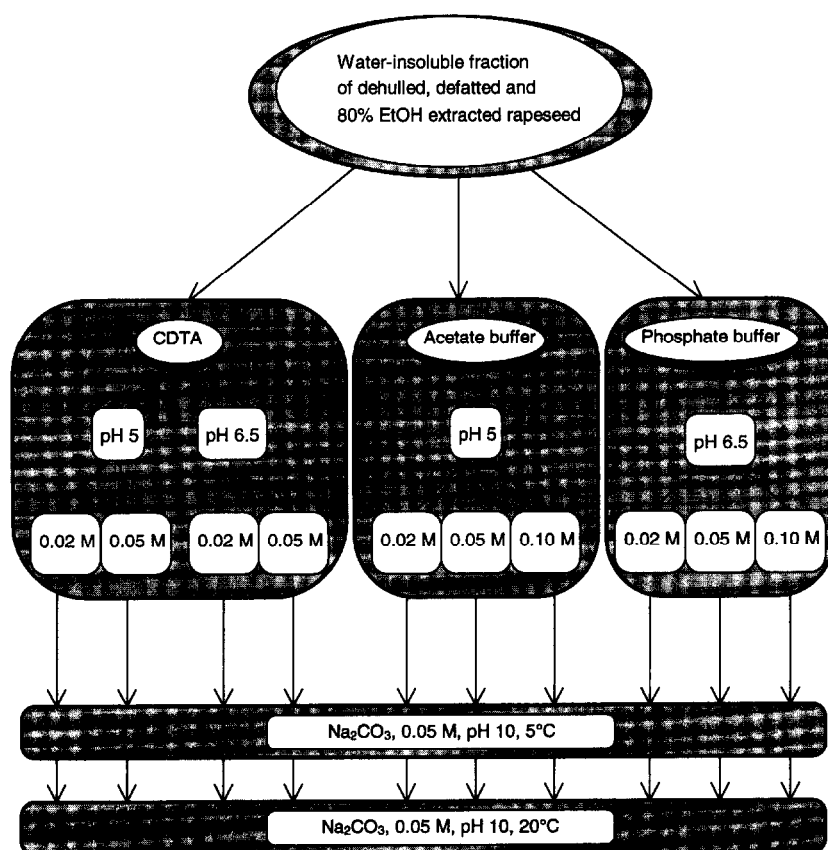 Water-insoluble fraction
of dehulled, defatted and
80% EtOH extracted rapeseed
CDTA
Acetate buffer
Phosphate buffer
pH 5
pH 6.5
pH 5
pH 6.5
0.02 M
0.05 M
0.02 M
0.05 M
0.02 M
0.05 M
0.10 M
0.02 M
0.05 M
0.10 M
Na₂CO₃, 0.05 M, pH 10, 5°C
Na₂CO₃, 0.05 M, pH 10, 20°C